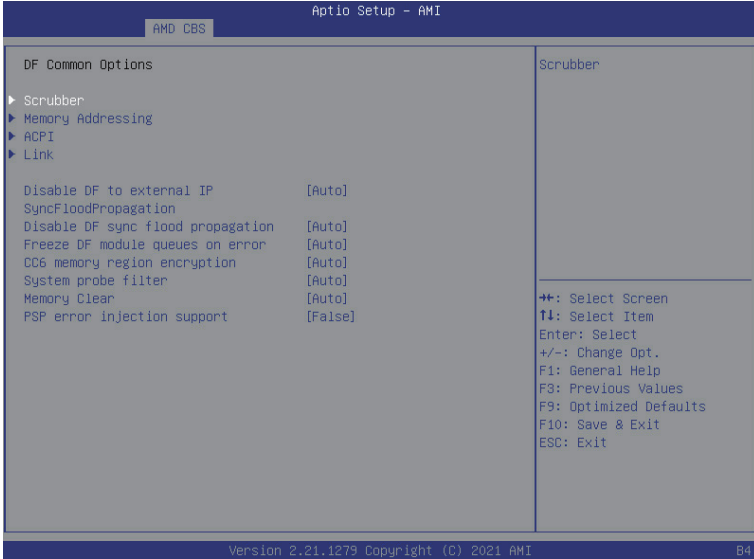 Aptio Setup – AMI
AMD CBS
DF Common Options
Scrubber
Memory Addressing
ACPI
Link
Disable DF to external IP [Auto]
SyncFloodPropagation
Disable DF sync flood propagation [Auto]
Freeze DF module queues on error [Auto]
CC6 memory region encryption [Auto]
System probe filter [Auto]
Memory Clear [Auto]
PSP error injection support [False]
Scrubber
→←: Select Screen
↑↓: Select Item
Enter: Select
+/-: Change Opt.
F1: General Help
F3: Previous Values
F9: Optimized Defaults
F10: Save & Exit
ESC: Exit
Version 2.21.1279 Copyright (C) 2021 AMI
B4